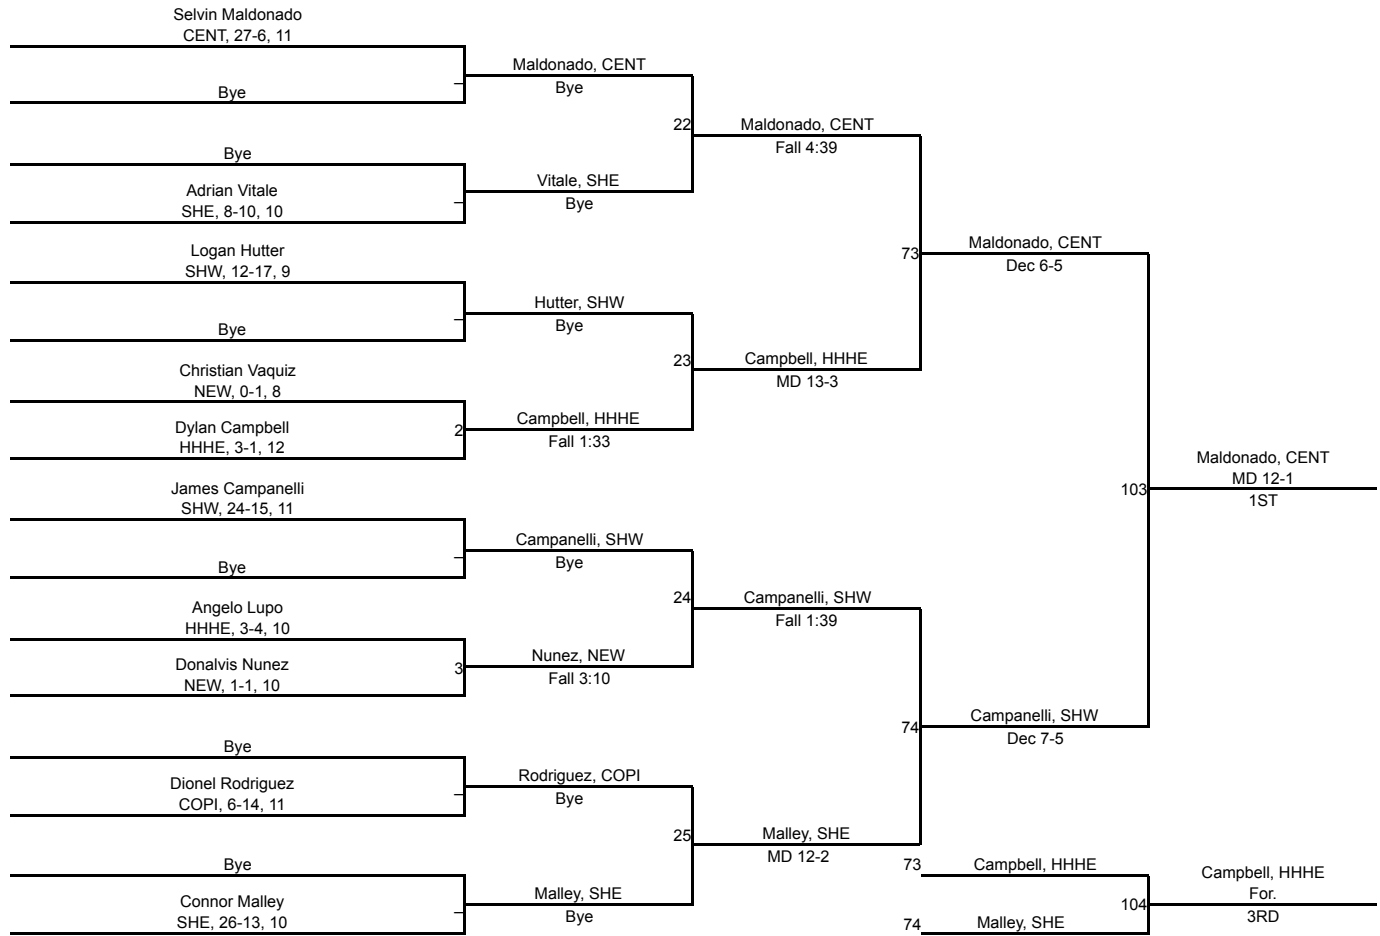 Selvin Maldonado
CENT, 27-6, 11
Bye
Bye
Adrian Vitale
SHE, 8-10, 10
Logan Hutter
SHW, 12-17, 9
Bye
Christian Vaquiz
NEW, 0-1, 8
Dylan Campbell
HHHE, 3-1, 12
James Campanelli
SHW, 24-15, 11
Bye
Angelo Lupo
HHHE, 3-4, 10
Donalvis Nunez
NEW, 1-1, 10
Bye
Dionel Rodriguez
COPI, 6-14, 11
Bye
Connor Malley
SHE, 26-13, 10
Maldonado, CENT
Bye
Vitale, SHE
Bye
Hutter, SHW
Bye
2
Campbell, HHHE
Fall 1:33
Campanelli, SHW
Bye
3
Nunez, NEW
Fall 3:10
Rodriguez, COPI
Bye
Malley, SHE
Bye
22
Maldonado, CENT
Fall 4:39
23
Campbell, HHHE
MD 13-3
24
Campanelli, SHW
Fall 1:39
25
Malley, SHE
MD 12-2
73
Maldonado, CENT
Dec 6-5
74
Campanelli, SHW
Dec 7-5
103
Maldonado, CENT
MD 12-1
1ST
73
Campbell, HHHE
74
Malley, SHE
104
Campbell, HHHE
For.
3RD